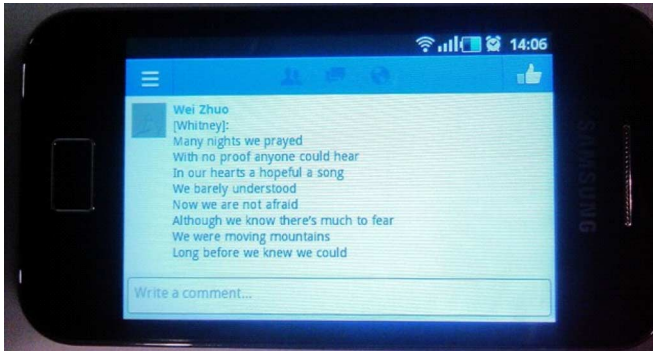 14:06
Wei Zhuo
[Whitney]:
Many nights we prayed
With no proof anyone could hear
In our hearts a hopeful a song
We barely understood
Now we are not afraid
Although we know there's much to fear
We were moving mountains
Long before we knew we could
Write a comment...
SAMSUNG